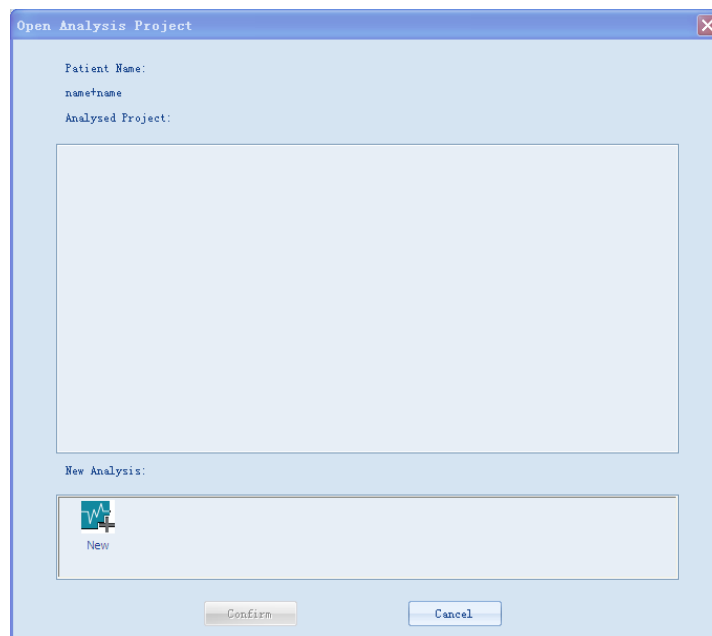 Open Analysis Project
Patient Name:
name+name
Analysed Project:
New Analysis:
New
Confirm
Cancel